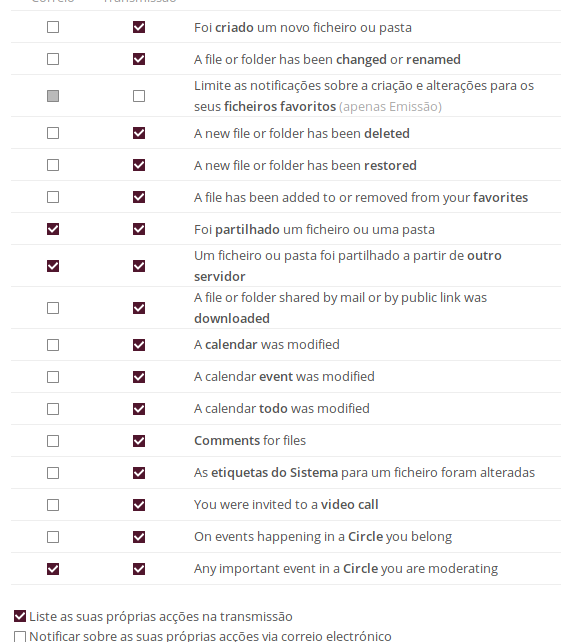 Correio Transmissão
Foi criado um novo ficheiro ou pasta
A file or folder has been changed or renamed
Limite as notificações sobre a criação e alterações para os
seus ficheiros favoritos (apenas Emissão)
A new file or folder has been deleted
A new file or folder has been restored
A file has been added to or removed from your favorites
Foi partilhado um ficheiro ou uma pasta
Um ficheiro ou pasta foi partilhado a partir de outro
servidor
A file or folder shared by mail or by public link was
downloaded
A calendar was modified
A calendar event was modified
A calendar todo was modified
Comments for files
As etiquetas do Sistema para um ficheiro foram alteradas
You were invited to a video call
On events happening in a Circle you belong
Any important event in a Circle you are moderating
Liste as suas próprias acções na transmissão
Notificar sobre as suas próprias acções via correio electrónico